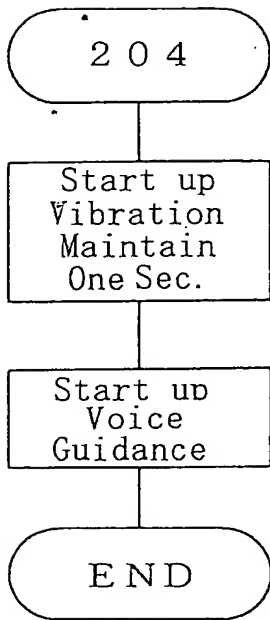 204
Start up
Vibration
Maintain
One Sec.
Start up
Voice
Guidance
END